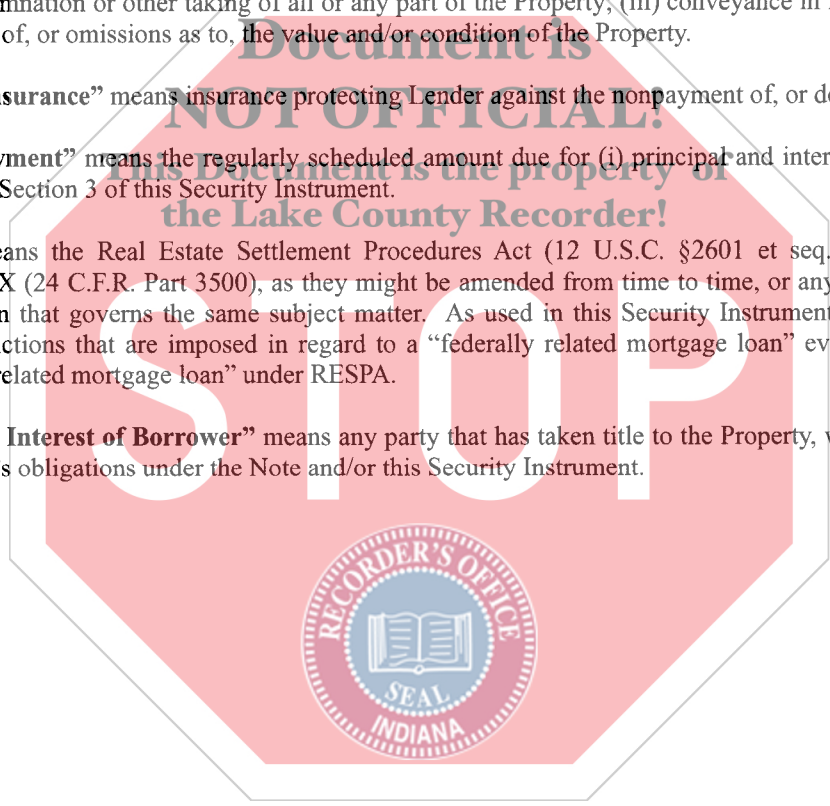 nation or other taking of all or any part of the Property; (iii) conveyance in
of, or omissions as to, the value and/or condition of the Property.
Document is
surance” means insurance protecting Lender against the nonpayment of, or
NOT OFFICIAL!
yment” means the regularly scheduled amount due for (i) principal and
This Document is the property of
Section 3 of this Security Instrument.
the Lake County Recorder!
eans the Real Estate Settlement Procedures Act (12 U.S.C. §2601 et seq.
X (24 C.F.R. Part 3500), as they might be amended from time to time, or any
n that governs the same subject matter. As used in this Security Instrument
ctions that are imposed in regard to a “federally related mortgage loan” ev
elated mortgage loan” under RESPA.
STOP
Interest of Borrower” means any party that has taken title to the Property,
s obligations under the Note and/or this Security Instrument.
RECORDER'S OFFICE
SEAL
INDIANA